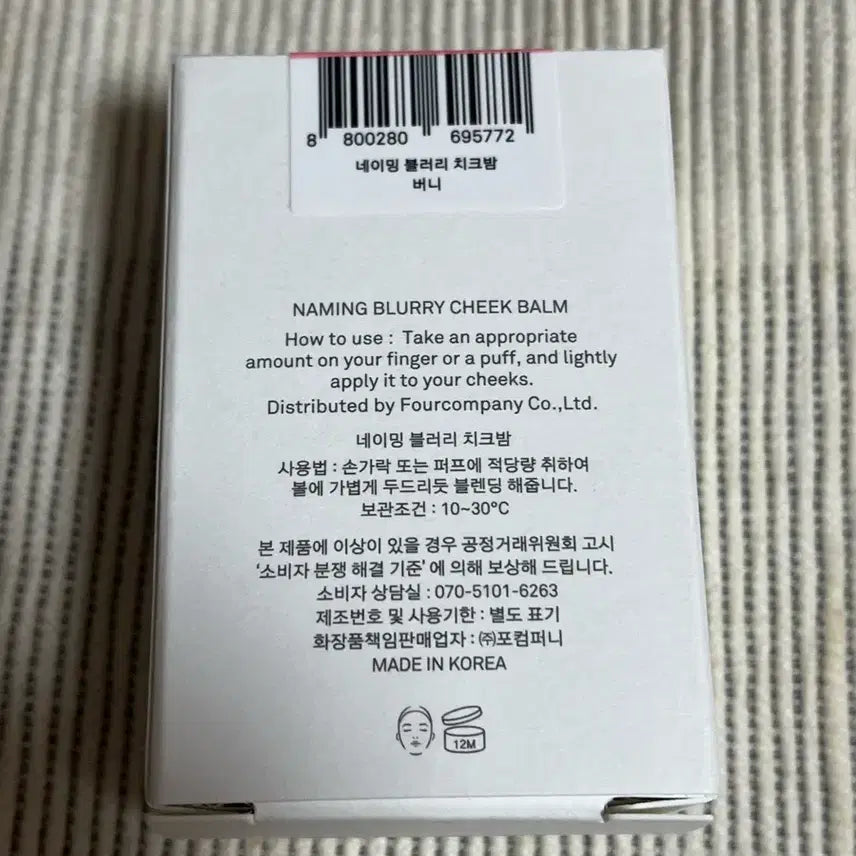 8 800280 695772
네이밍 블러리 치크밤
버니
NAMING BLURRY CHEEK BALM
How to use : Take an appropriate
amount on your finger or a puff, and lightly
apply it to your cheeks.
Distributed by Fourcompany Co.,Ltd.
네이밍 블러리 치크밤
사용법 : 손가락 또는 퍼프에 적당량 취하여
볼에 가볍게 두드리듯 블렌딩 해줍니다.
보관조건 : 10~30°C
본 제품에 이상이 있을 경우 공정거래위원회 고시
‘소비자 분쟁 해결 기준’ 에 의해 보상해 드립니다.
소비자 상담실 : 070-5101-6263
제조번호 및 사용기한 : 별도 표기
화장품책임판매업자 : ㈜포컴퍼니
MADE IN KOREA
12M